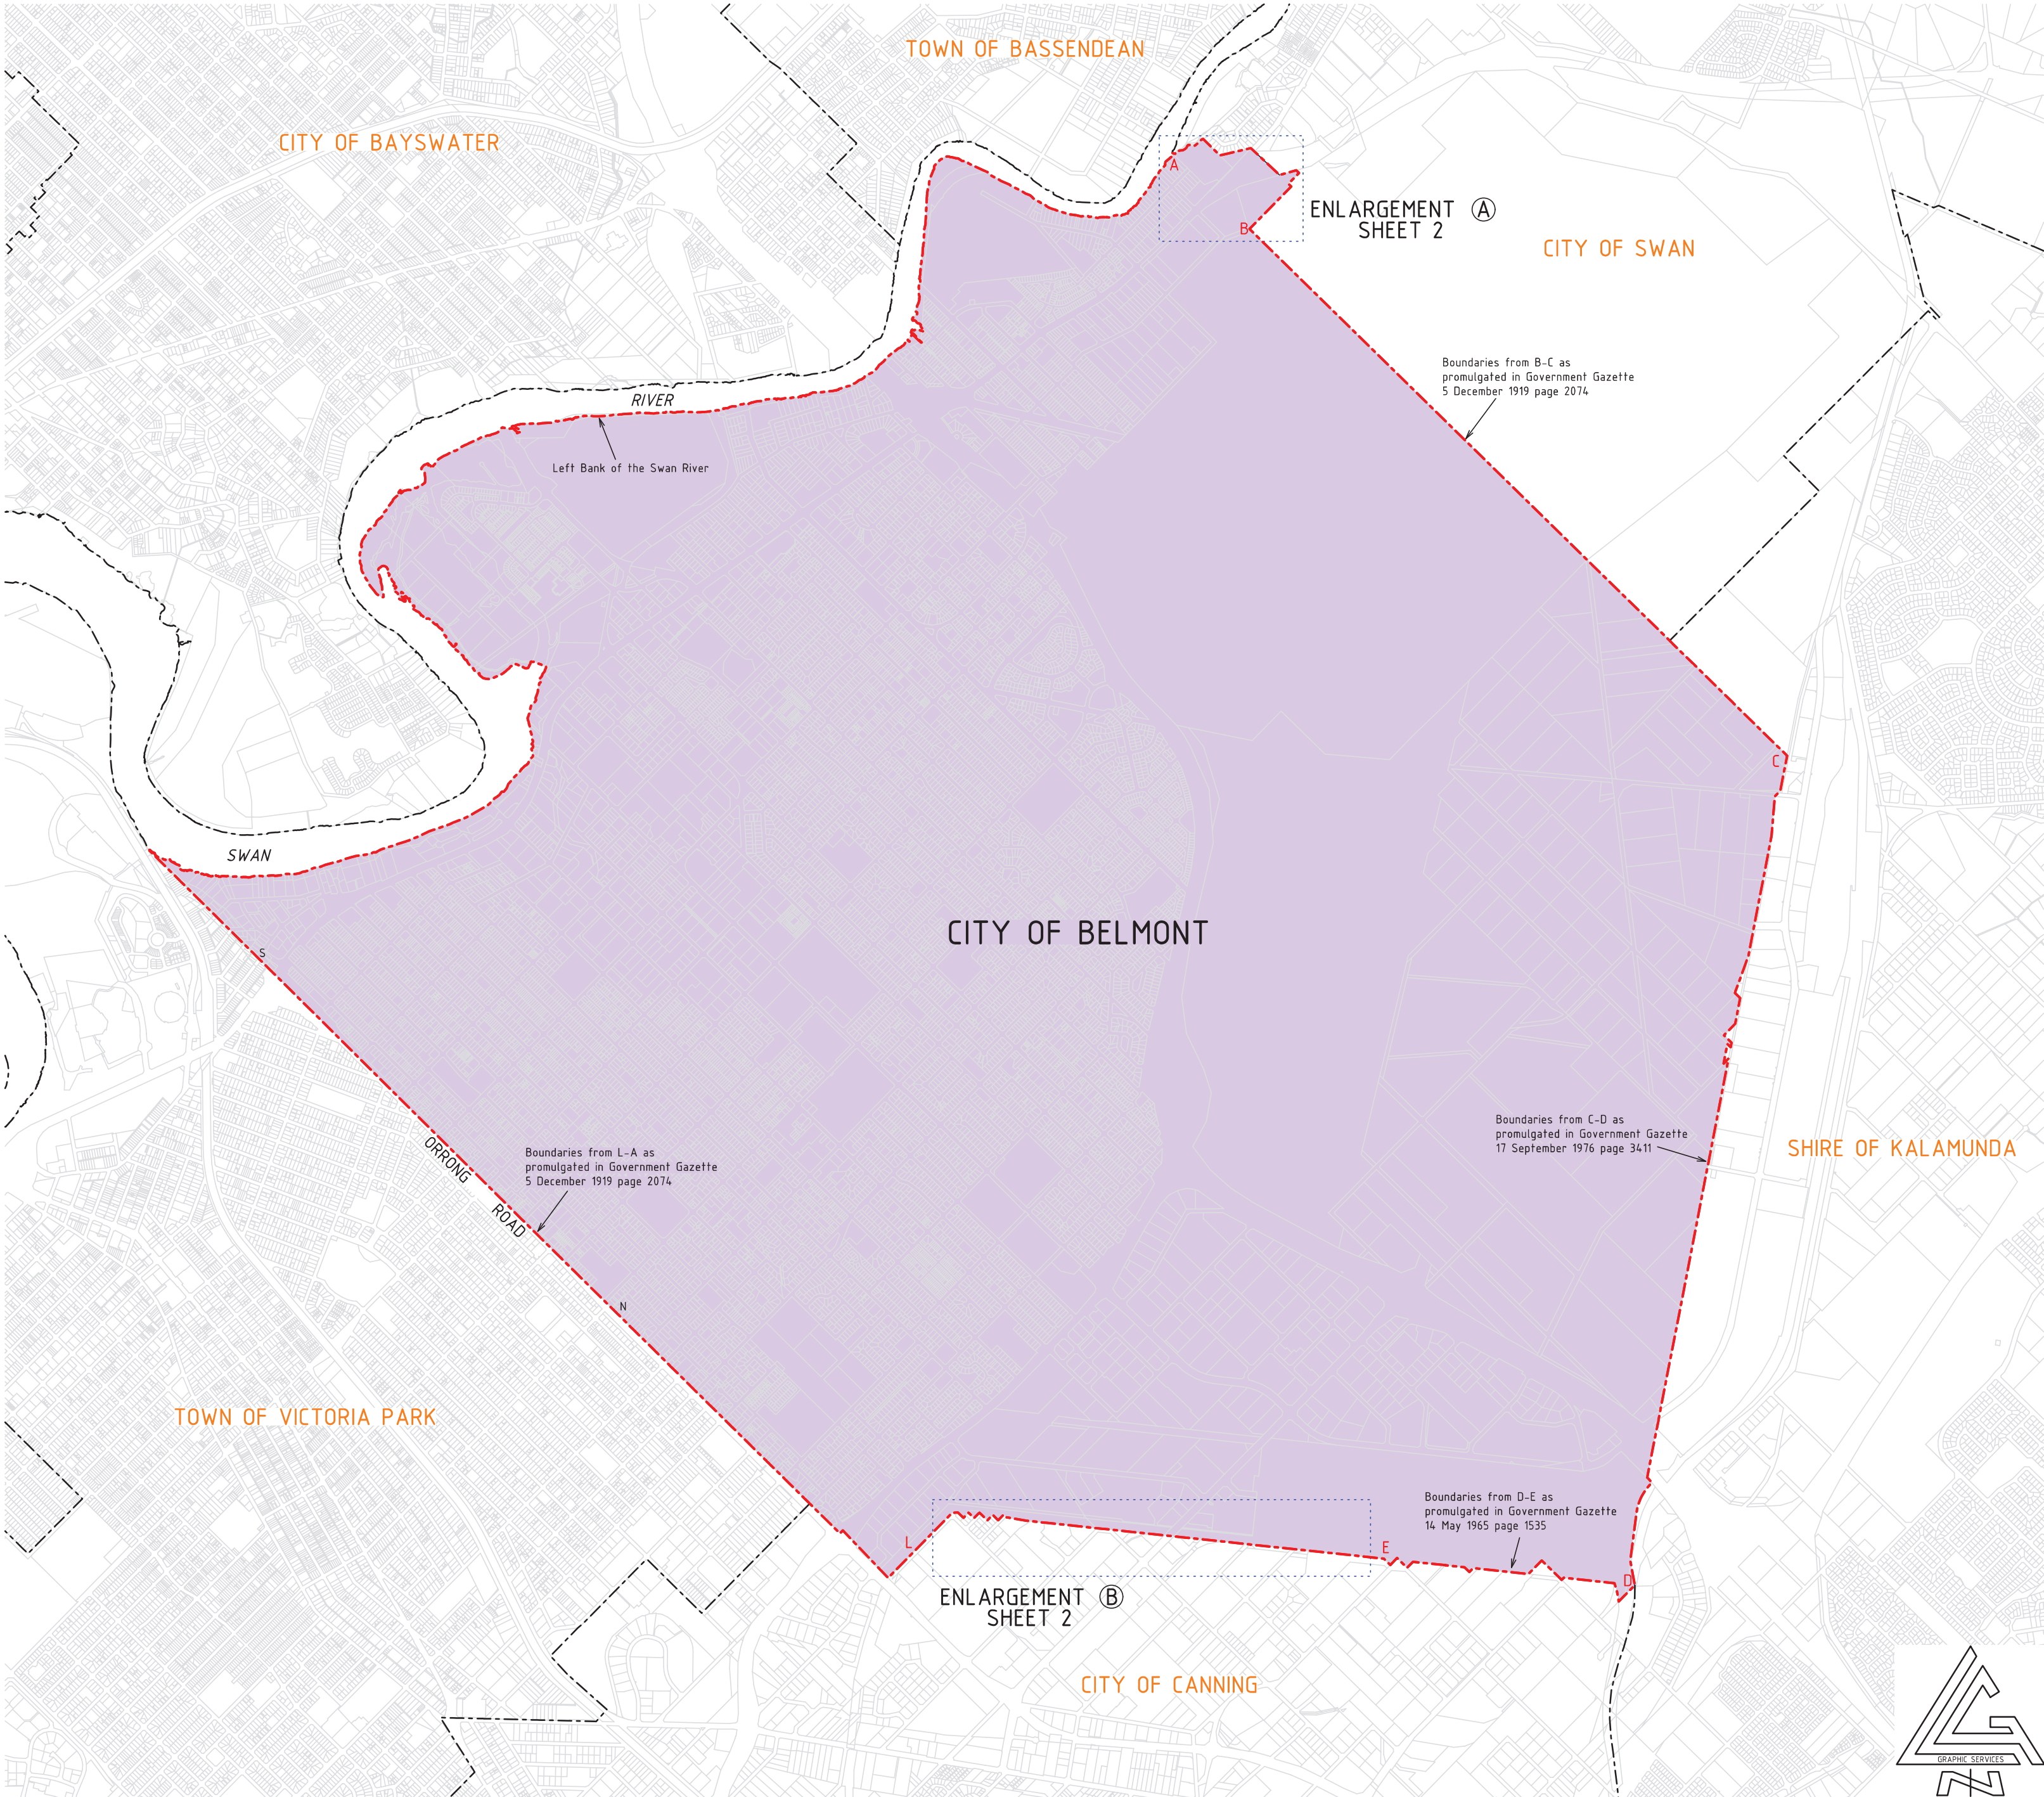 TOWN OF BASSENDEAN
CITY OF BAYSWATER
A
ENLARGEMENT A
SHEET 2
B
CITY OF SWAN
Boundaries from B-C as
promulgated in Government Gazette
5 December 1919 page 2074
RIVER
Left Bank of the Swan River
C
SWAN
CITY OF BELMONT
S
Boundaries from C-D as
promulgated in Government Gazette
17 September 1976 page 3411
SHIRE OF KALAMUNDA
ORRONG ROAD
Boundaries from L-A as
promulgated in Government Gazette
5 December 1919 page 2074
N
TOWN OF VICTORIA PARK
Boundaries from D-E as
promulgated in Government Gazette
14 May 1965 page 1535
L
E
D
ENLARGEMENT B
SHEET 2
CITY OF CANNING
GRAPHIC SERVICES
N